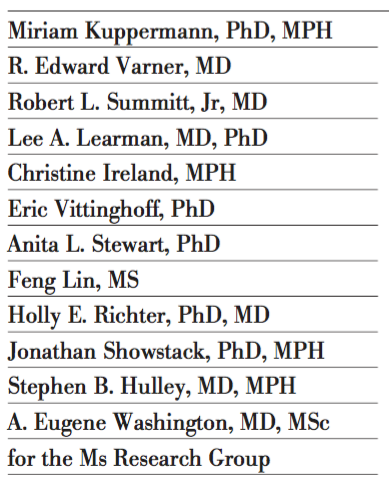 Miriam Kuppermann, PhD, MPH
R. Edward Varner, MD
Robert L. Summitt, Jr, MD
Lee A. Learman, MD, PhD
Christine Ireland, MPH
Eric Vittinghoff, PhD
Anita L. Stewart, PhD
Feng Lin, MS
Holly E. Richter, PhD, MD
Jonathan Showstack, PhD, MPH
Stephen B. Hulley, MD, MPH
A. Eugene Washington, MD, MSc
for the Ms Research Group